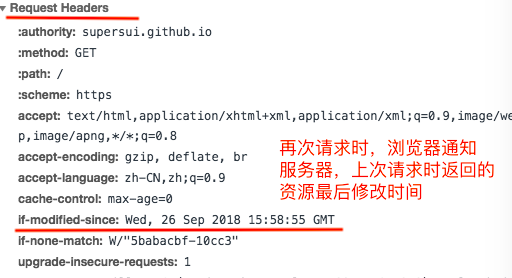 Request Headers
:authority: supersui.github.io
:method: GET
:path: /
:scheme: https
accept: text/html,application/xhtml+xml,application/xml;q=0.9,image/we
p,image/apng,*/*;q=0.8
accept-encoding: gzip, deflate, br
accept-language: zh-CN,zh;q=0.9
cache-control: max-age=0
if-modified-since: Wed, 26 Sep 2018 15:58:55 GMT
if-none-match: W/"5babacbf-10cc3"
upgrade-insecure-requests: 1
再次请求时，浏览器通知
服务器，上次请求时返回的
资源最后修改时间